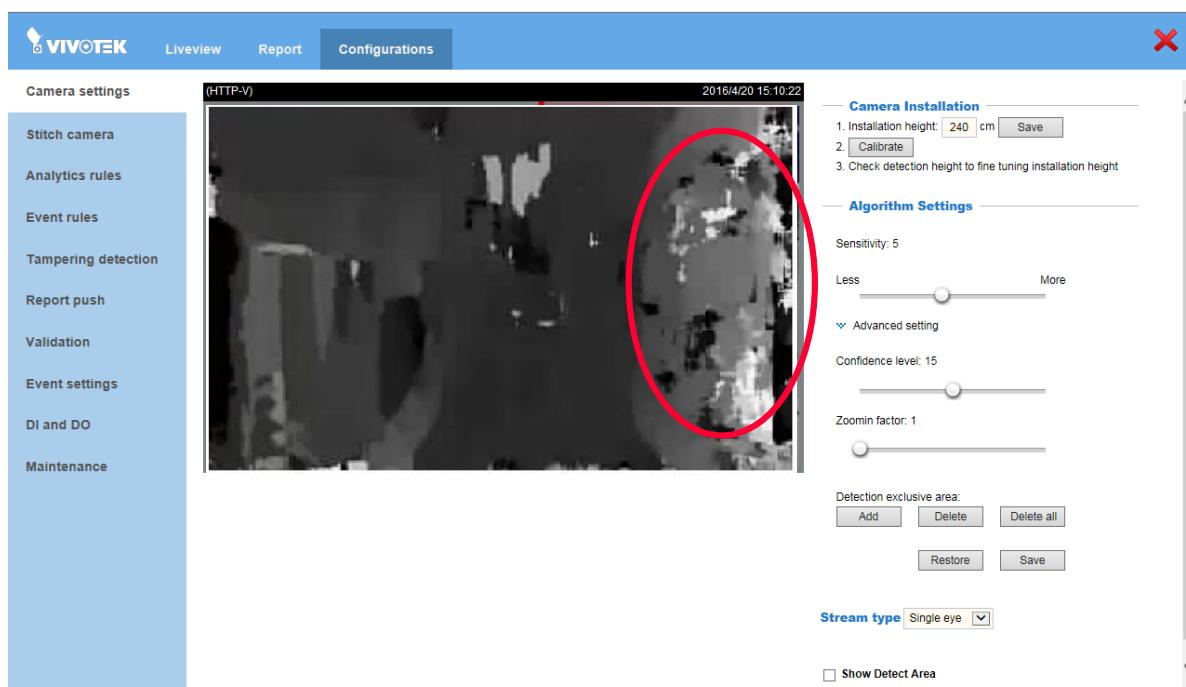 VIVOTEK
Liveview Report Configurations
Camera settings
Stitch camera
Analytics rules
Event rules
Tampering detection
Report push
Validation
Event settings
DI and DO
Maintenance
(HTTP-V) 2016/4/20 15:10:22
Camera Installation
1. Installation height: 240 cm Save
2. Calibrate
3. Check detection height to fine tuning installation height
Algorithm Settings
Sensitivity: 5
Less More
Advanced setting
Confidence level: 15
Zoomin factor: 1
Detection exclusive area:
Add Delete Delete all
Restore Save
Stream type Single eye
Show Detect Area